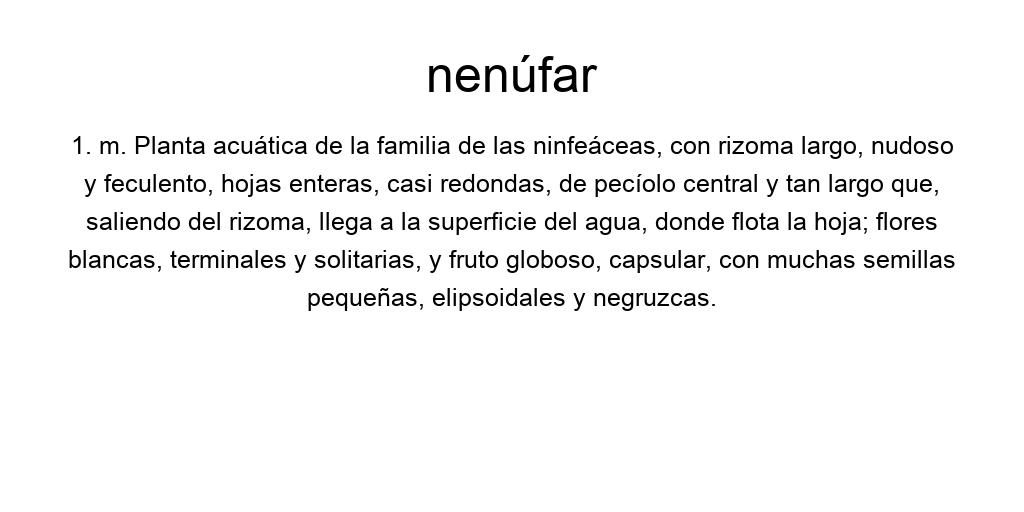 nenúfar
1. m. Planta acuática de la familia de las ninfeáceas, con rizoma largo, nudoso
y feculento, hojas enteras, casi redondas, de pecíolo central y tan largo que,
saliendo del rizoma, llega a la superficie del agua, donde flota la hoja; flores
blancas, terminales y solitarias, y fruto globoso, capsular, con muchas semillas
pequeñas, elipsoidales y negruzcas.